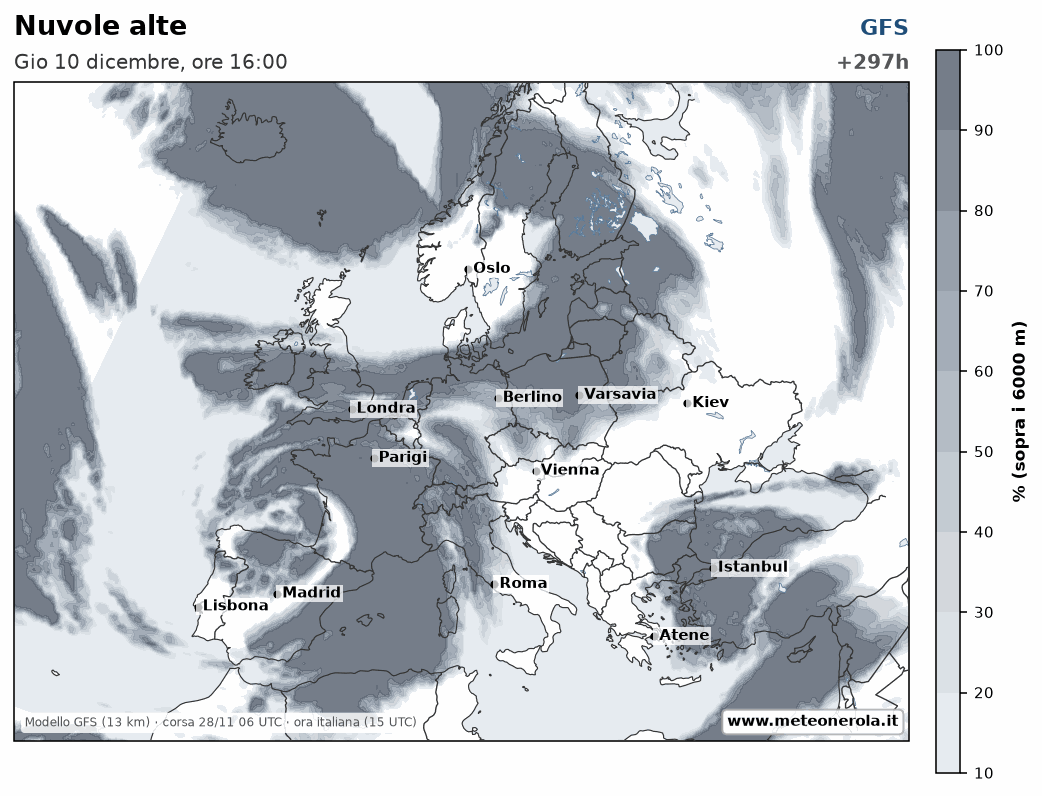 Nuvole alte
GFS
Gio 10 dicembre, ore 16:00
+297h
Oslo
Berlino
Varsavia
Kiev
Londra
Parigi
Vienna
Istanbul
Roma
Madrid
Lisbona
Atene
Modello GFS (13 km) · corsa 28/11 06 UTC · ora italiana (15 UTC)
www.meteonerola.it
100
90
80
70
60
50
40
30
20
10
% (sopra i 6000 m)